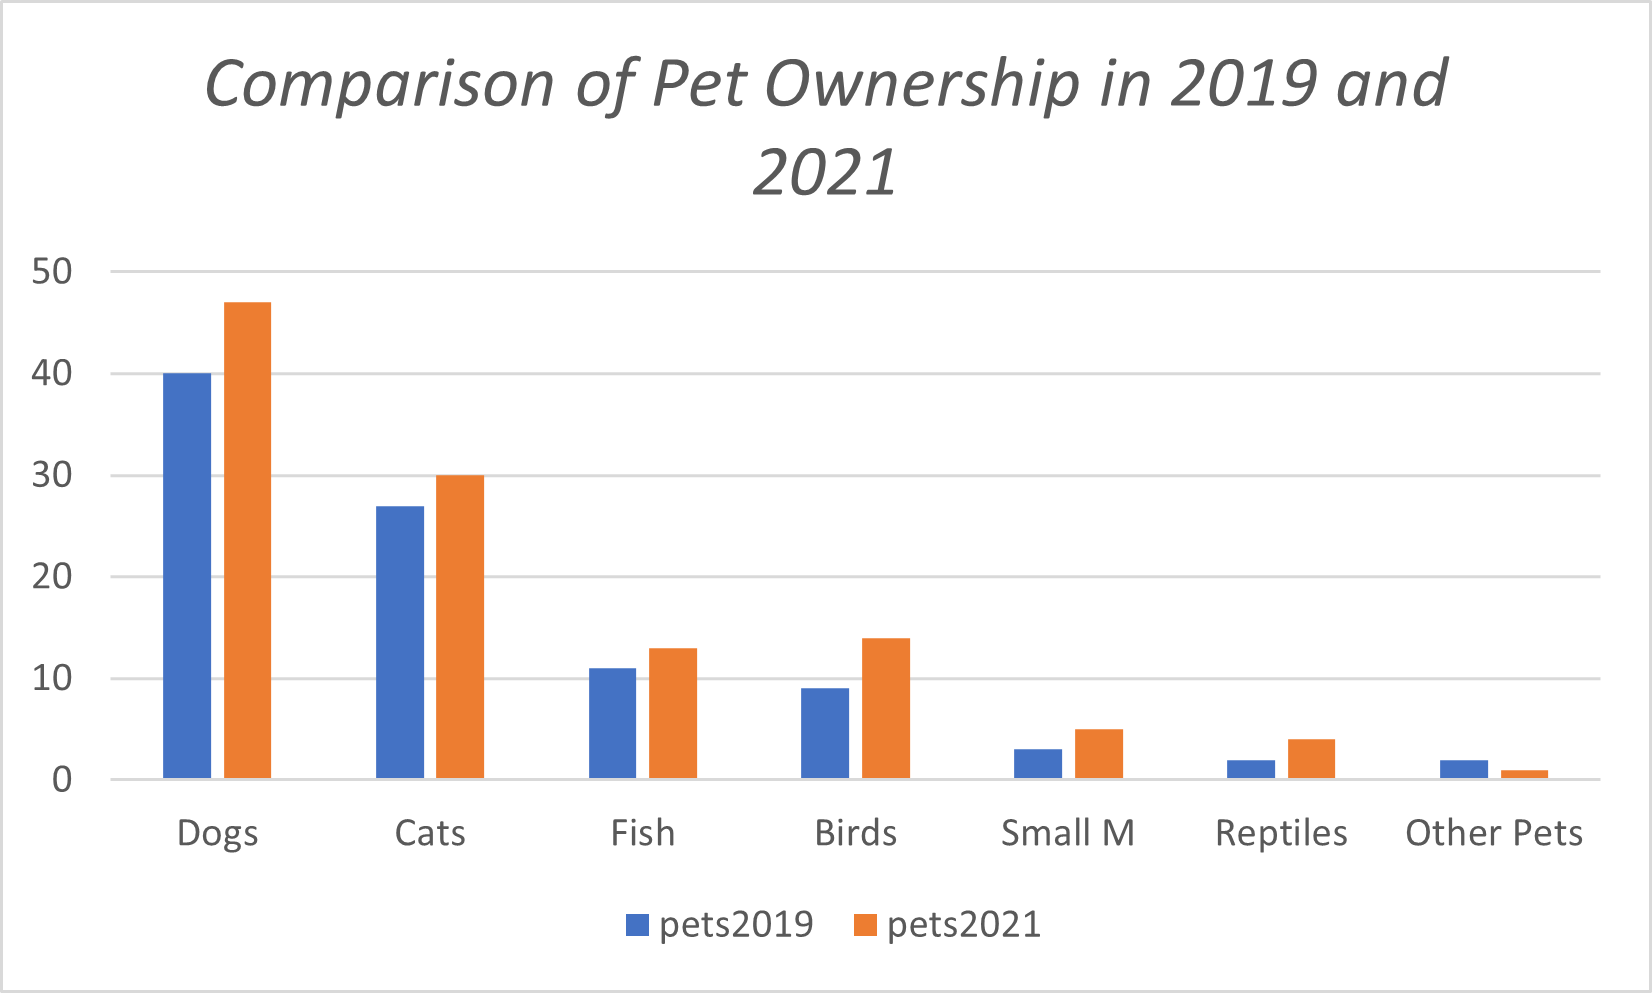 Comparison of Pet Ownership in 2019 and
2021
50
40
30
20
10
0
Dogs Cats Fish Birds Small M Reptiles Other Pets
pets2019 pets2021